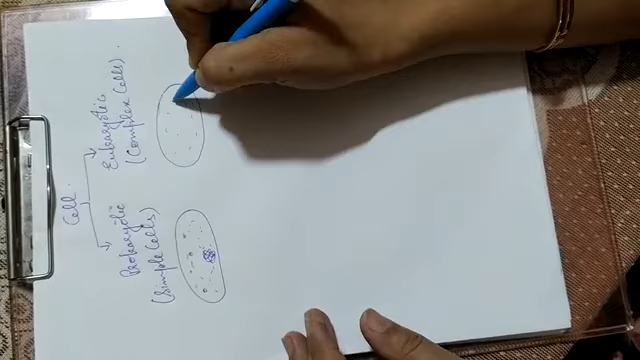 Cell.
Prokaryotic
(Simple Cells)
Eukaryotic
(Complex Cells).